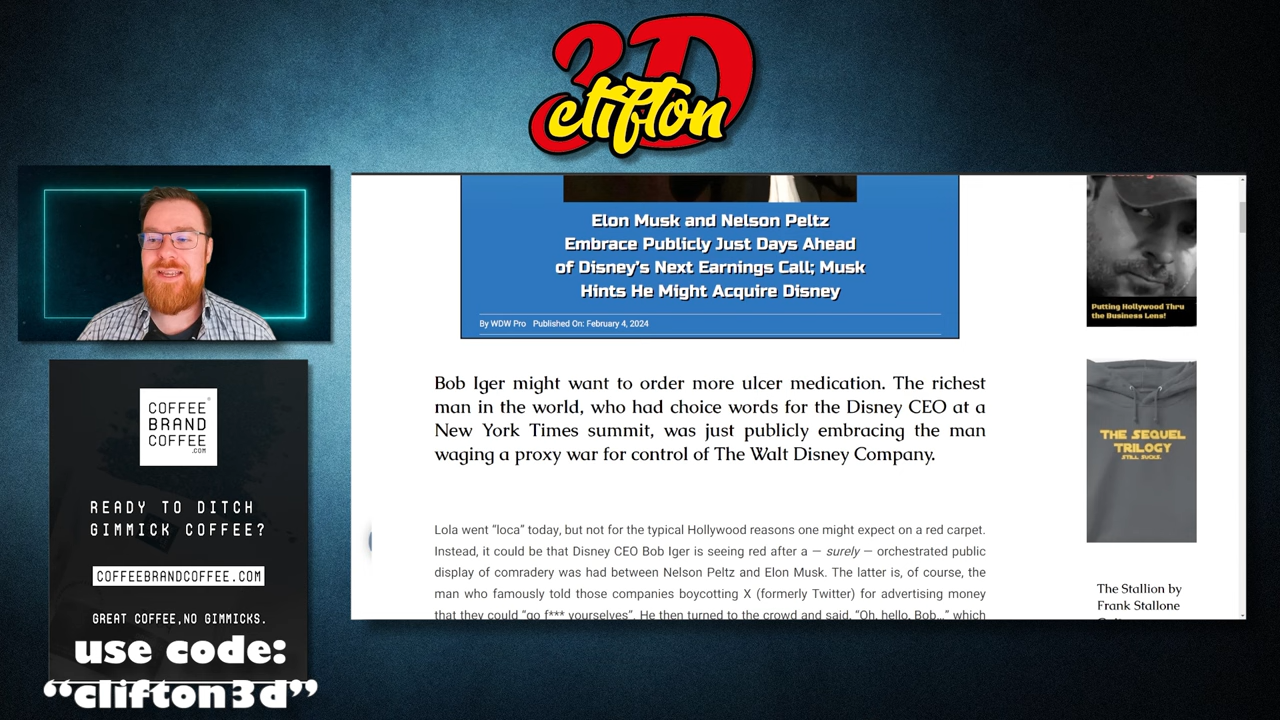 3D
clifton
Elon Musk and Nelson Peltz
Embrace Publicly Just Days Ahead
of Disney's Next Earnings Call; Musk
Hints He Might Acquire Disney
By WDW Pro Published On: February 4, 2024
Bob Iger might want to order more ulcer medication. The richest
man in the world, who had choice words for the Disney CEO at a
New York Times summit, was just publicly embracing the man
waging a proxy war for control of The Walt Disney Company.
Lola went "loca" today, but not for the typical Hollywood reasons one might expect on a red carpet.
Instead, it could be that Disney CEO Bob Iger is seeing red after a — surely — orchestrated public
display of comradery was had between Nelson Peltz and Elon Musk. The latter is, of course, the
man who famously told those companies boycotting X (formerly Twitter) for advertising money
that they could "go f*** yourselves". He then turned to the crowd and said, "Oh, hello, Bob…" which
Putting Hollywood Thru
the Business Lens!
THE SEQUEL
TRILOGY
STILL SUCKS.
The Stallion by
Frank Stallone
COFFEE
BRAND
COFFEE
.COM
READY TO DITCH
GIMMICK COFFEE?
COFFEEBRANDCOFFEE.COM
GREAT COFFEE,NO GIMMICKS.
use code:
"clifton3d"